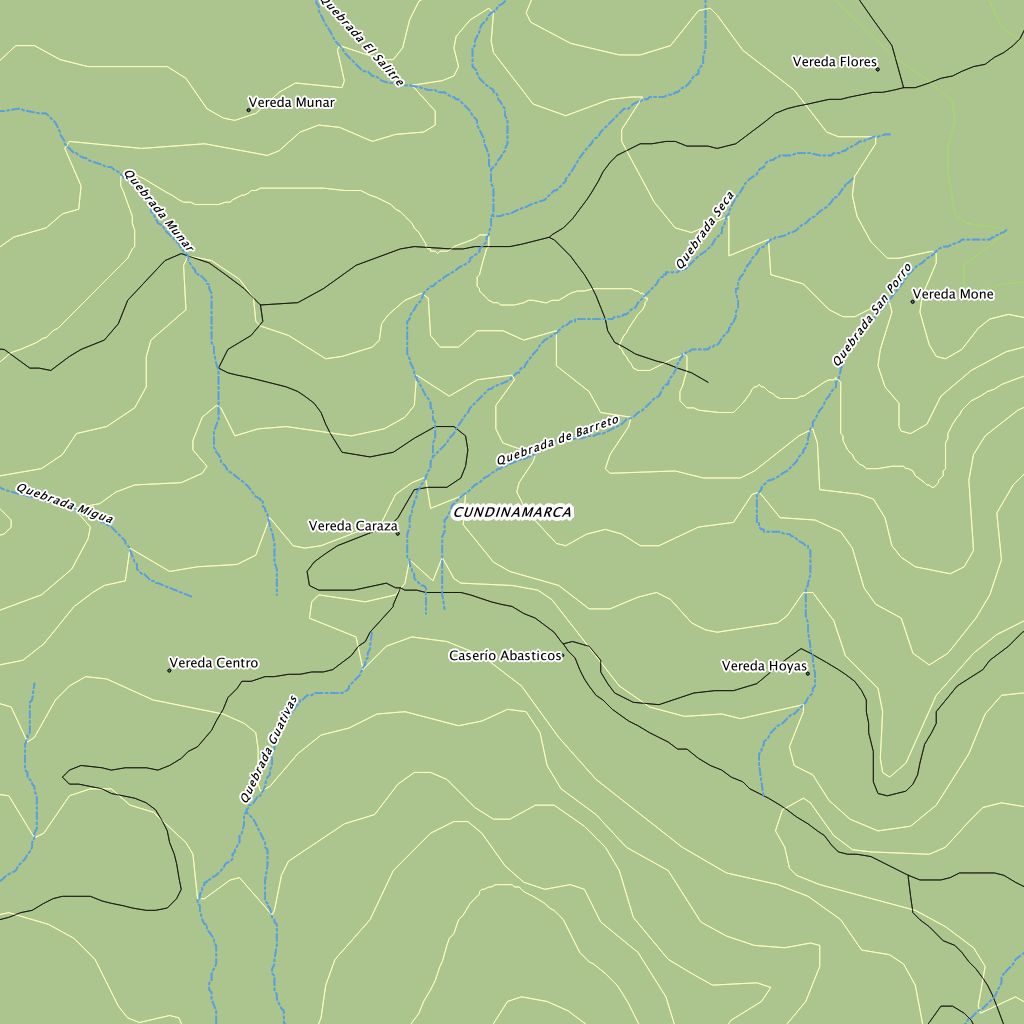 Quebrada El Salitre
Vereda Flores
Vereda Munar
Quebrada Munar
Quebrada Seca
Quebrada San Porro
Vereda Mone
Quebrada de Barreto
Quebrada Migua
CUNDINAMARCA
Vereda Caraza
Caserío Abasticos
Vereda Centro
Vereda Hoyas
Quebrada Guativas